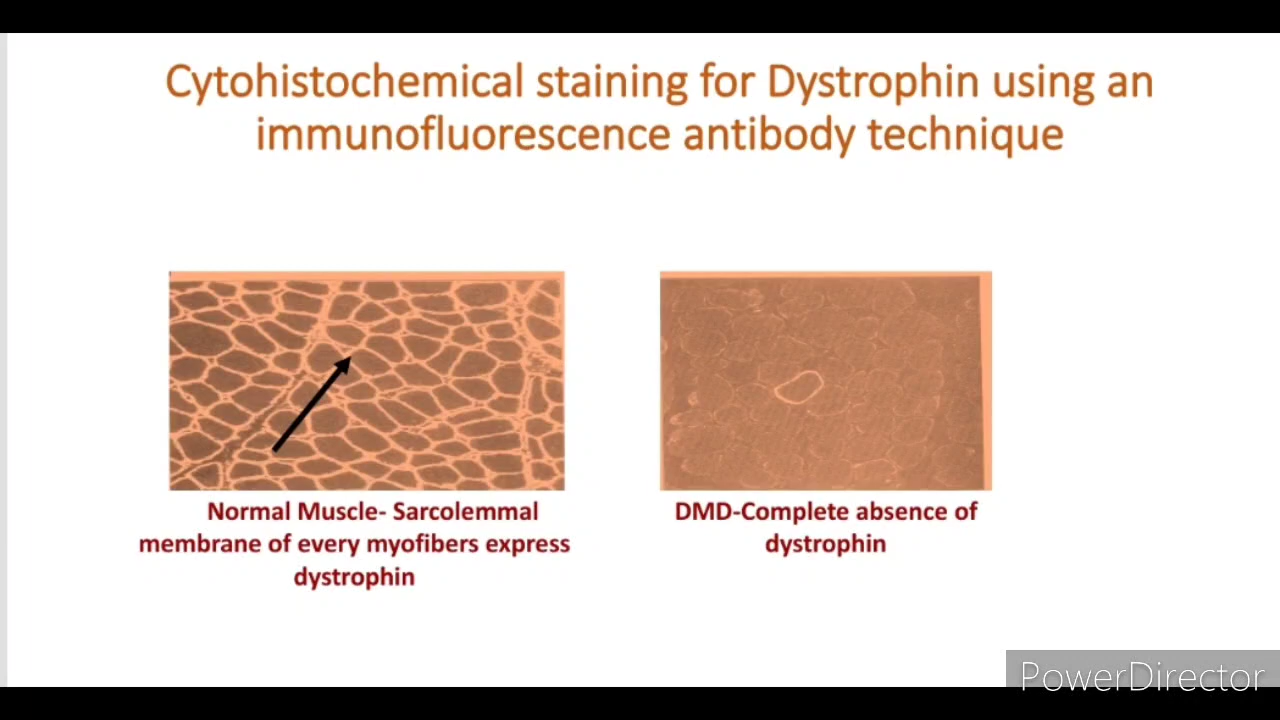 Cytohistochemical staining for Dystrophin using an
immunofluorescence antibody technique
Normal Muscle- Sarcolemmal
membrane of every myofibers express
dystrophin
DMD-Complete absence of
dystrophin
PowerDirector